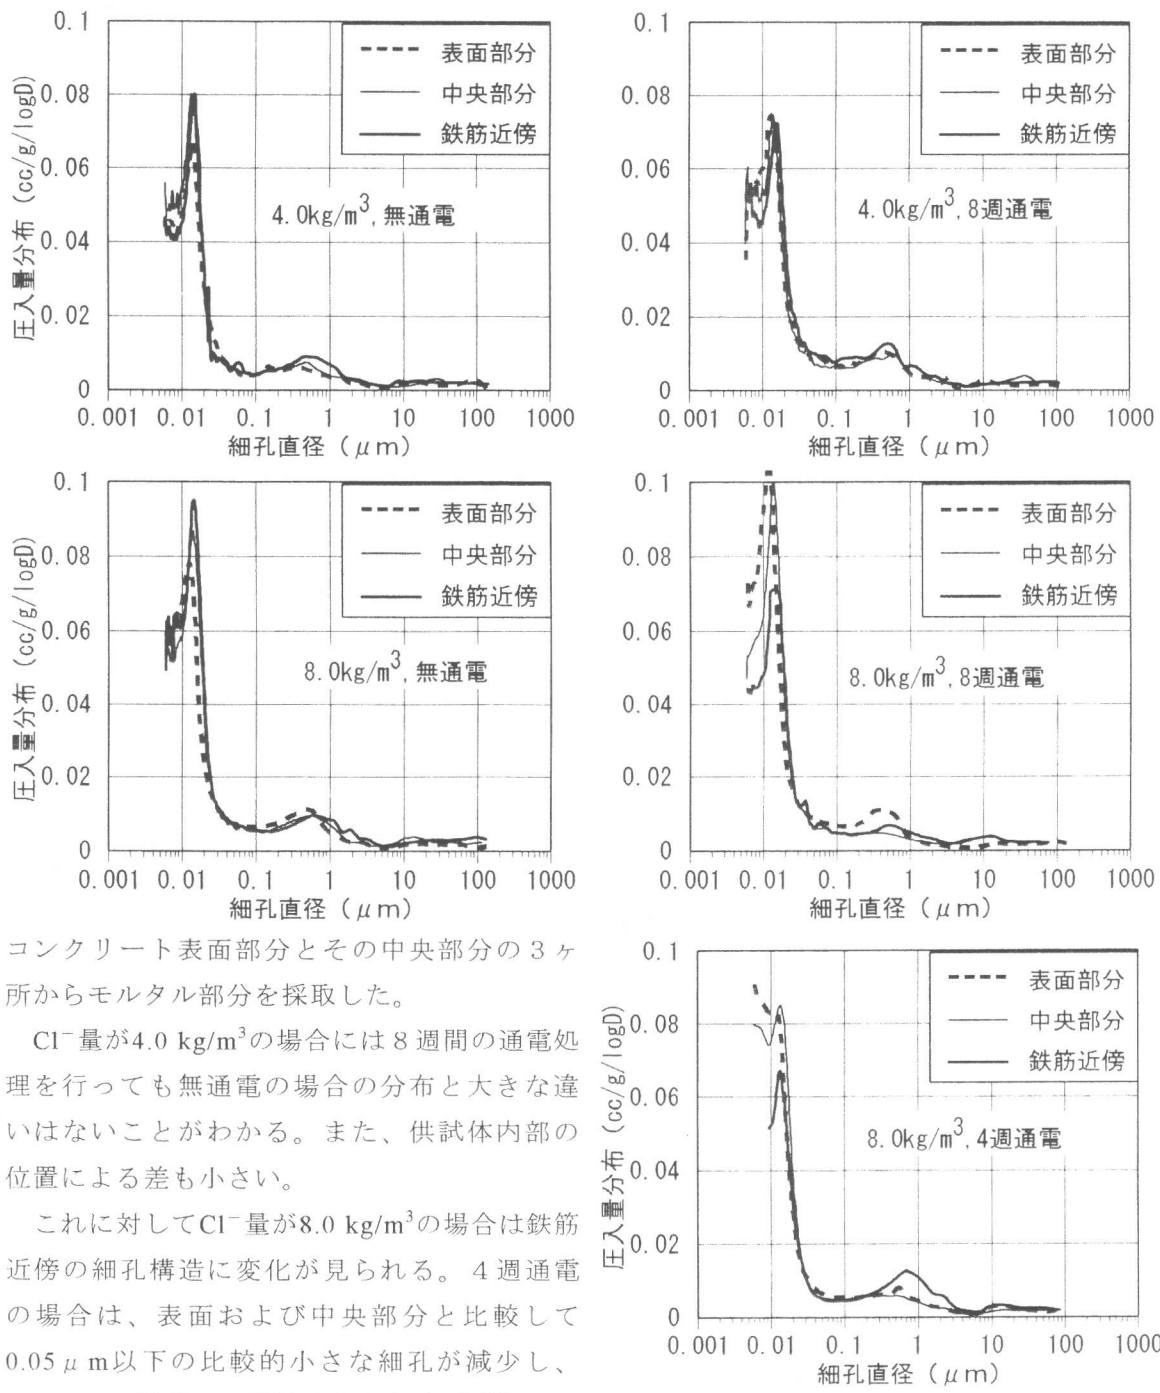 0.1
0.08
0.06
0.04
0.02
0
圧入量分布 (cc/g/logD)
表面部分
中央部分
鉄筋近傍
4.0kg/m³, 無通電
0.001 0.01 0.1 1 10 100 1000
細孔直径 (μm)
0.1
0.08
0.06
0.04
0.02
0
表面部分
中央部分
鉄筋近傍
4.0kg/m³, 8週通電
0.001 0.01 0.1 1 10 100 1000
細孔直径 (μm)
0.1
0.08
0.06
0.04
0.02
0
圧入量分布 (cc/g/logD)
表面部分
中央部分
鉄筋近傍
8.0kg/m³, 無通電
0.001 0.01 0.1 1 10 100 1000
細孔直径 (μm)
0.1
0.08
0.06
0.04
0.02
0
表面部分
中央部分
鉄筋近傍
8.0kg/m³, 8週通電
0.001 0.01 0.1 1 10 100 1000
細孔直径 (μm)
コンクリート表面部分とその中央部分の3ヶ
所からモルタル部分を採取した。
Cl⁻量が4.0 kg/m³の場合には8週間の通電処
理を行っても無通電の場合の分布と大きな違
いはないことがわかる。また、供試体内部の
位置による差も小さい。
これに対してCl⁻量が8.0 kg/m³の場合は鉄筋
近傍の細孔構造に変化が見られる。4週通電
の場合は、表面および中央部分と比較して
0.05μm以下の比較的小さな細孔が減少し、
0.1
0.08
0.06
0.04
0.02
0
圧入量分布 (cc/g/logD)
表面部分
中央部分
鉄筋近傍
8.0kg/m³, 4週通電
0.001 0.01 0.1 1 10 100 1000
細孔直径 (μm)